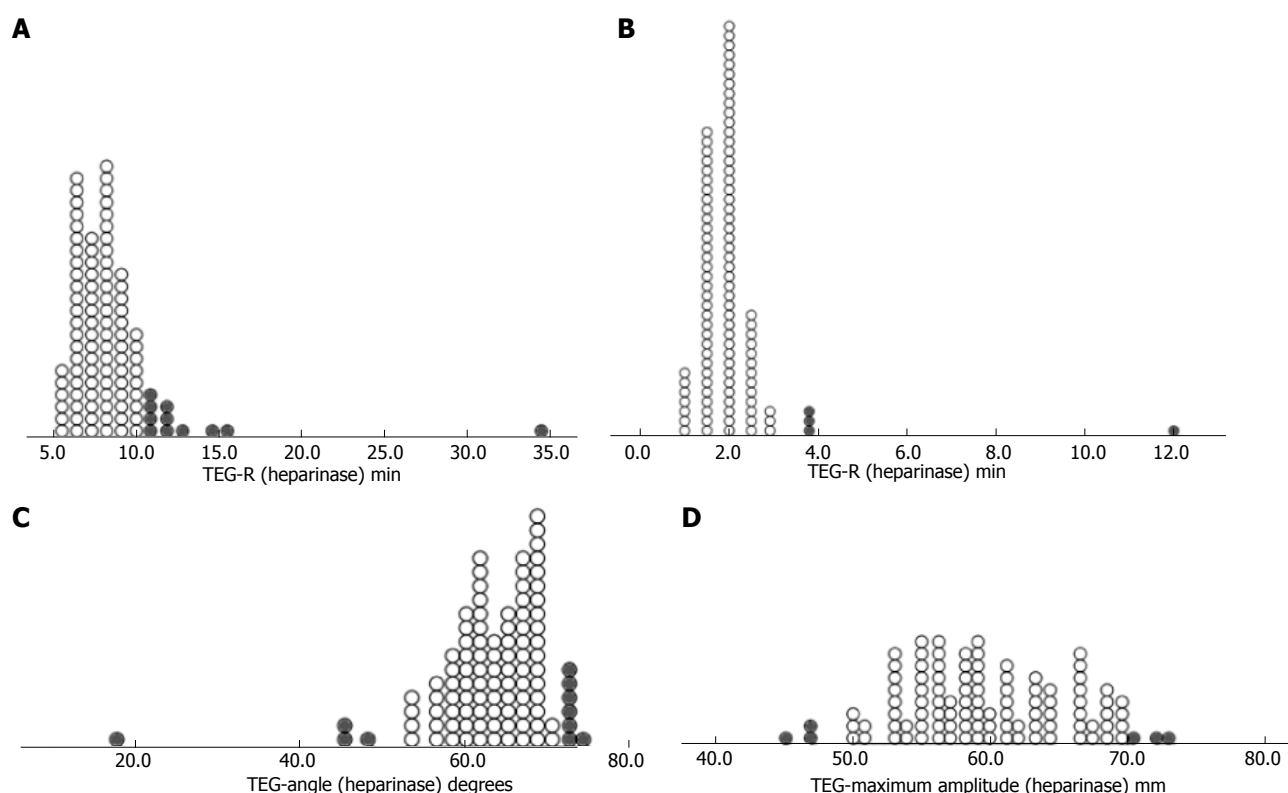 A
B
5.0 10.0 15.0 20.0 25.0 30.0 35.0
TEG-R (heparinase) min
0.0 2.0 4.0 6.0 8.0 10.0 12.0
TEG-R (heparinase) min
C
D
20.0 40.0 60.0 80.0
TEG-angle (heparinase) degrees
40.0 50.0 60.0 70.0 80.0
TEG-maximum amplitude (heparinase) mm